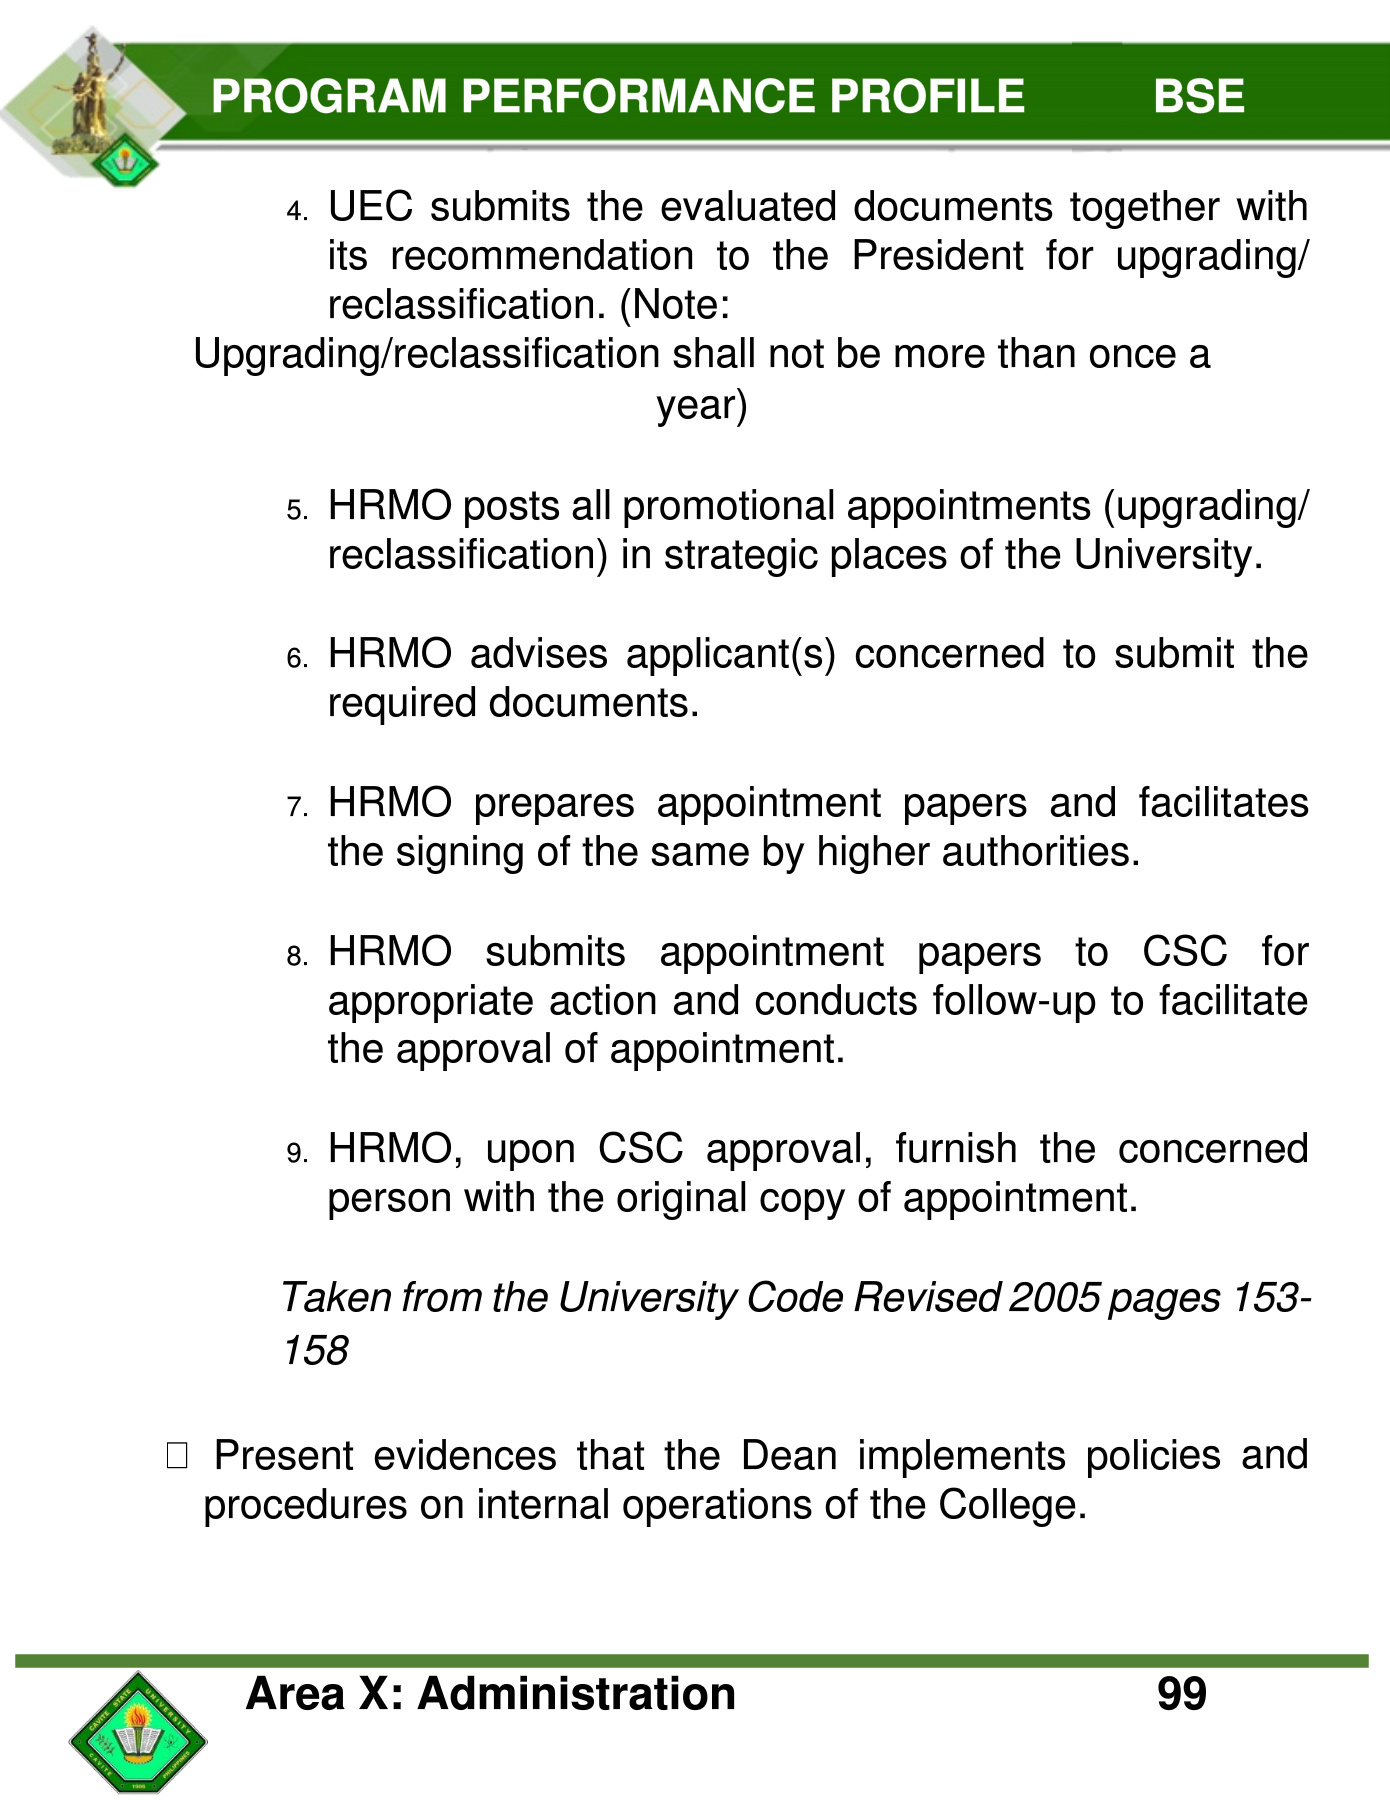 PROGRAM PERFORMANCE PROFILE BSE
4. UEC submits the evaluated documents together with
its recommendation to the President for upgrading/
reclassification. (Note:
Upgrading/reclassification shall not be more than once a
year)
5. HRMO posts all promotional appointments (upgrading/
reclassification) in strategic places of the University.
6. HRMO advises applicant(s) concerned to submit the
required documents.
7. HRMO prepares appointment papers and facilitates
the signing of the same by higher authorities.
8. HRMO submits appointment papers to CSC for
appropriate action and conducts follow-up to facilitate
the approval of appointment.
9. HRMO, upon CSC approval, furnish the concerned
person with the original copy of appointment.
Taken from the University Code Revised 2005 pages 153-
158
Present evidences that the Dean implements policies and
procedures on internal operations of the College.
Area X: Administration 99
CAVITE STATE UNIVERSITY
CAVITE PHILIPPINES
1906